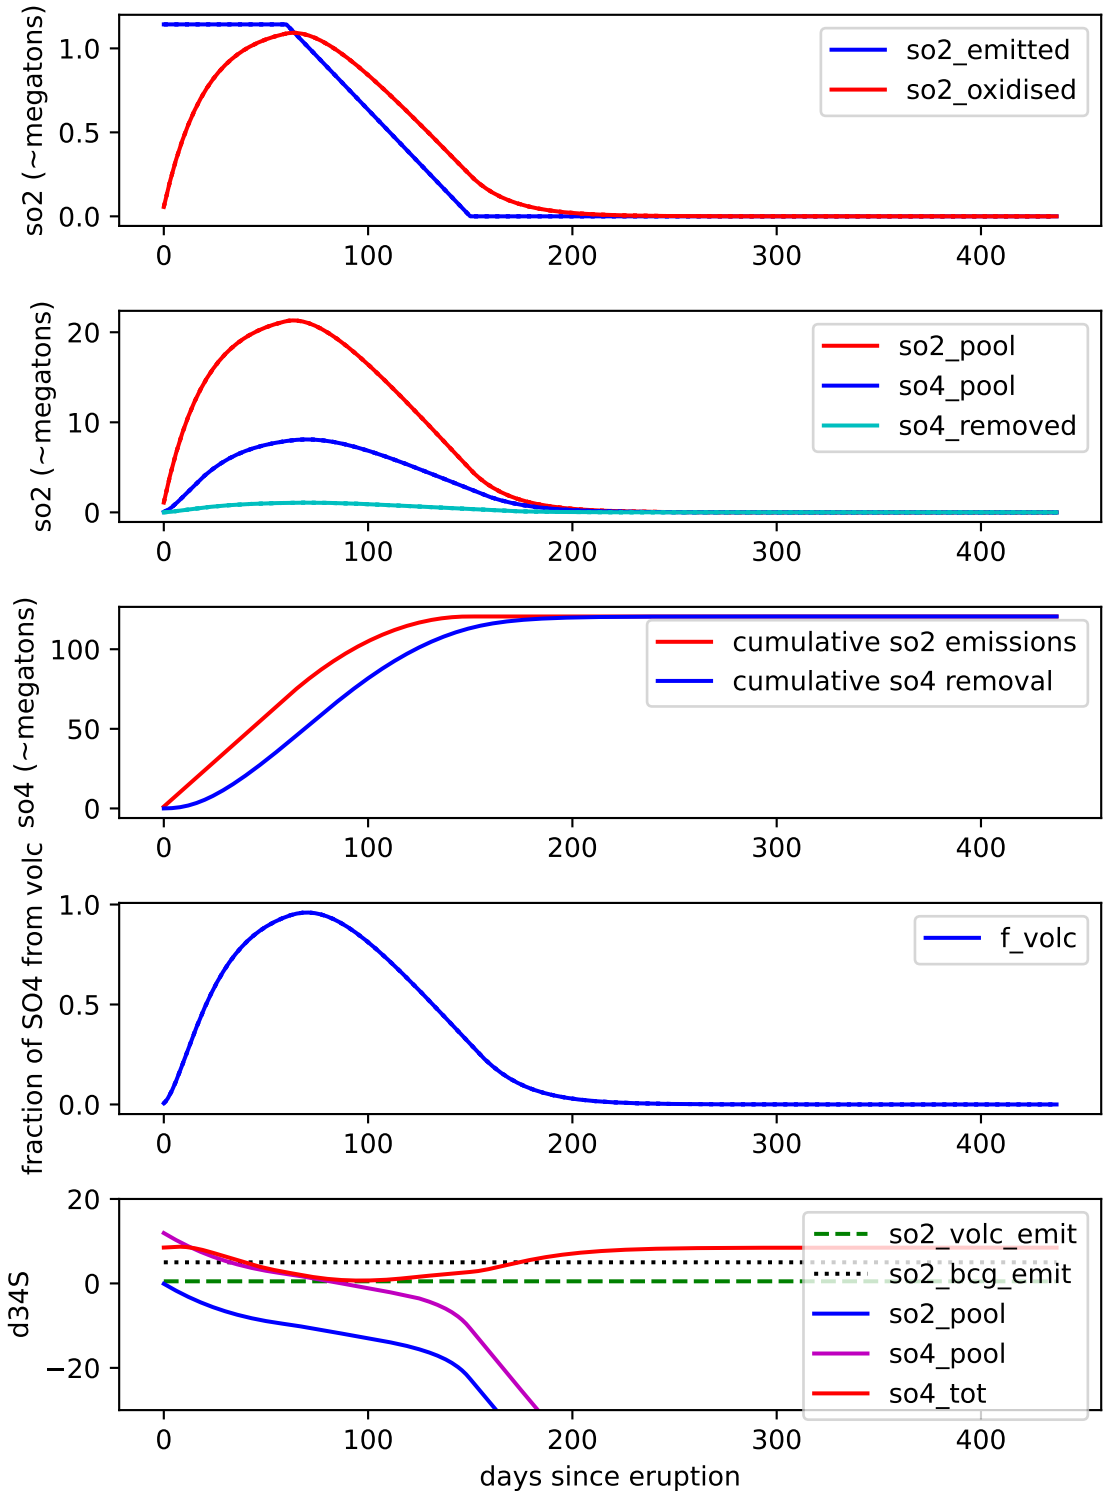 so2 (~megatons)
1.0
0.5
0.0
so2_emitted
so2_oxidised
0 100 200 300 400
so2 (~megatons)
20
10
0
so2_pool
so4_pool
so4_removed
0 100 200 300 400
so4 (~megatons)
100
50
0
cumulative so2 emissions
cumulative so4 removal
0 100 200 300 400
fraction of SO4 from volc
1.0
0.5
0.0
f_volc
0 100 200 300 400
d34S
20
0
−20
so2_volc_emit
so2_bcg_emit
so2_pool
so4_pool
so4_tot
0 100 200 300 400
days since eruption